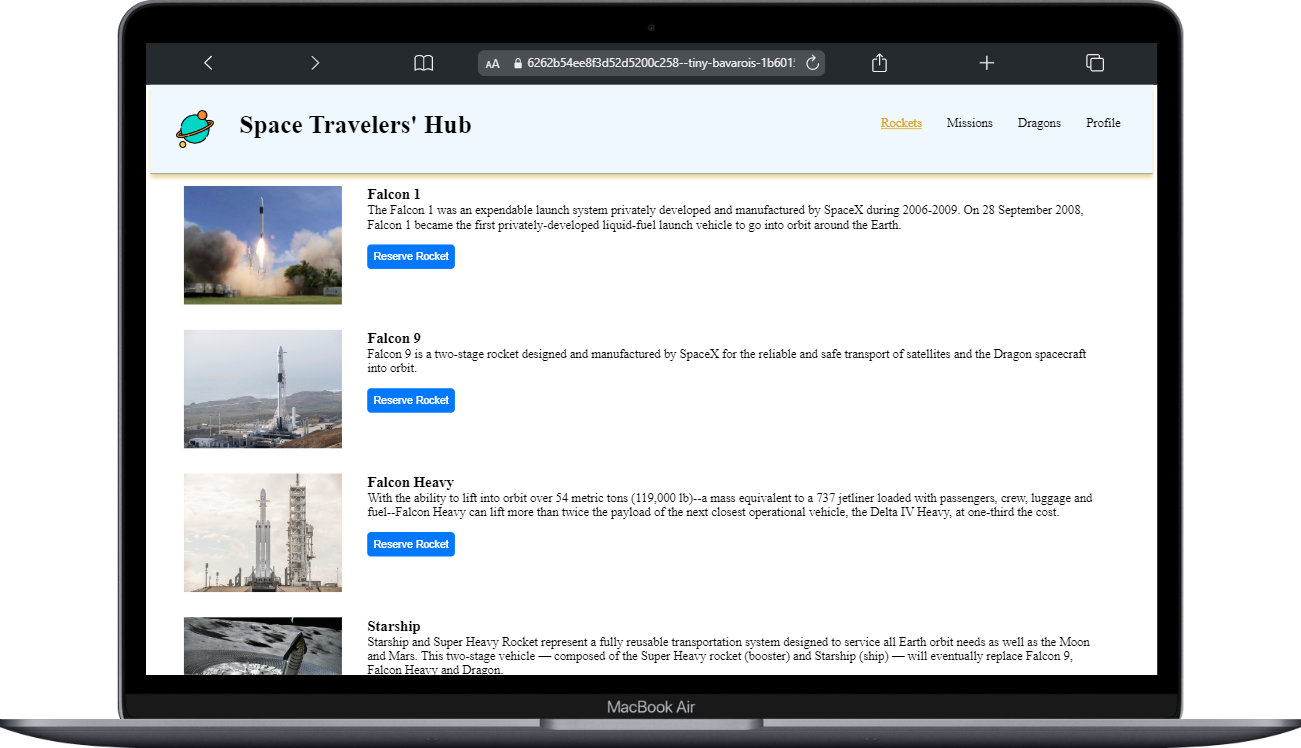 AA 6262b54ee8f3d52d5200c258--tiny-bavarois-1b6015
Space Travelers' Hub
Rockets Missions Dragons Profile
Falcon 1
The Falcon 1 was an expendable launch system privately developed and manufactured by SpaceX during 2006-2009. On 28 September 2008,
Falcon 1 became the first privately-developed liquid-fuel launch vehicle to go into orbit around the Earth.
Reserve Rocket
Falcon 9
Falcon 9 is a two-stage rocket designed and manufactured by SpaceX for the reliable and safe transport of satellites and the Dragon spacecraft
into orbit.
Reserve Rocket
Falcon Heavy
With the ability to lift into orbit over 54 metric tons (119,000 lb)--a mass equivalent to a 737 jetliner loaded with passengers, crew, luggage and
fuel--Falcon Heavy can lift more than twice the payload of the next closest operational vehicle, the Delta IV Heavy, at one-third the cost.
Reserve Rocket
Starship
Starship and Super Heavy Rocket represent a fully reusable transportation system designed to service all Earth orbit needs as well as the Moon
and Mars. This two-stage vehicle — composed of the Super Heavy rocket (booster) and Starship (ship) — will eventually replace Falcon 9,
Falcon Heavy and Dragon.
MacBook Air